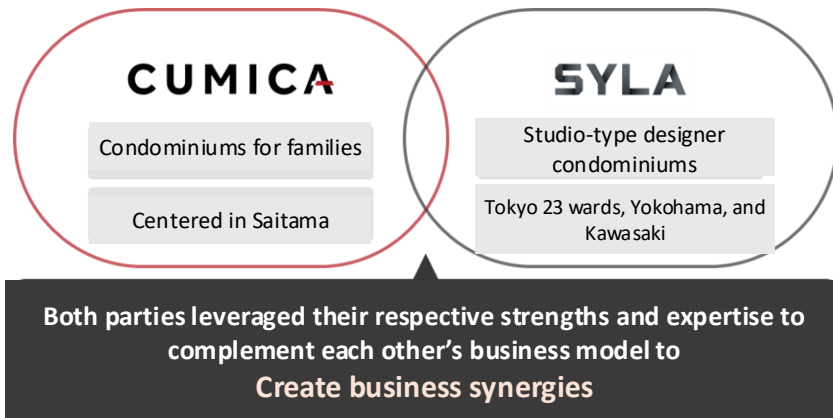 CUMICA
SYLA
Condominiums for families
Centered in Saitama
Studio-type designer
condominiums
Tokyo 23 wards, Yokohama, and
Kawasaki
Both parties leveraged their respective strengths and expertise to
complement each other’s business model to
Create business synergies